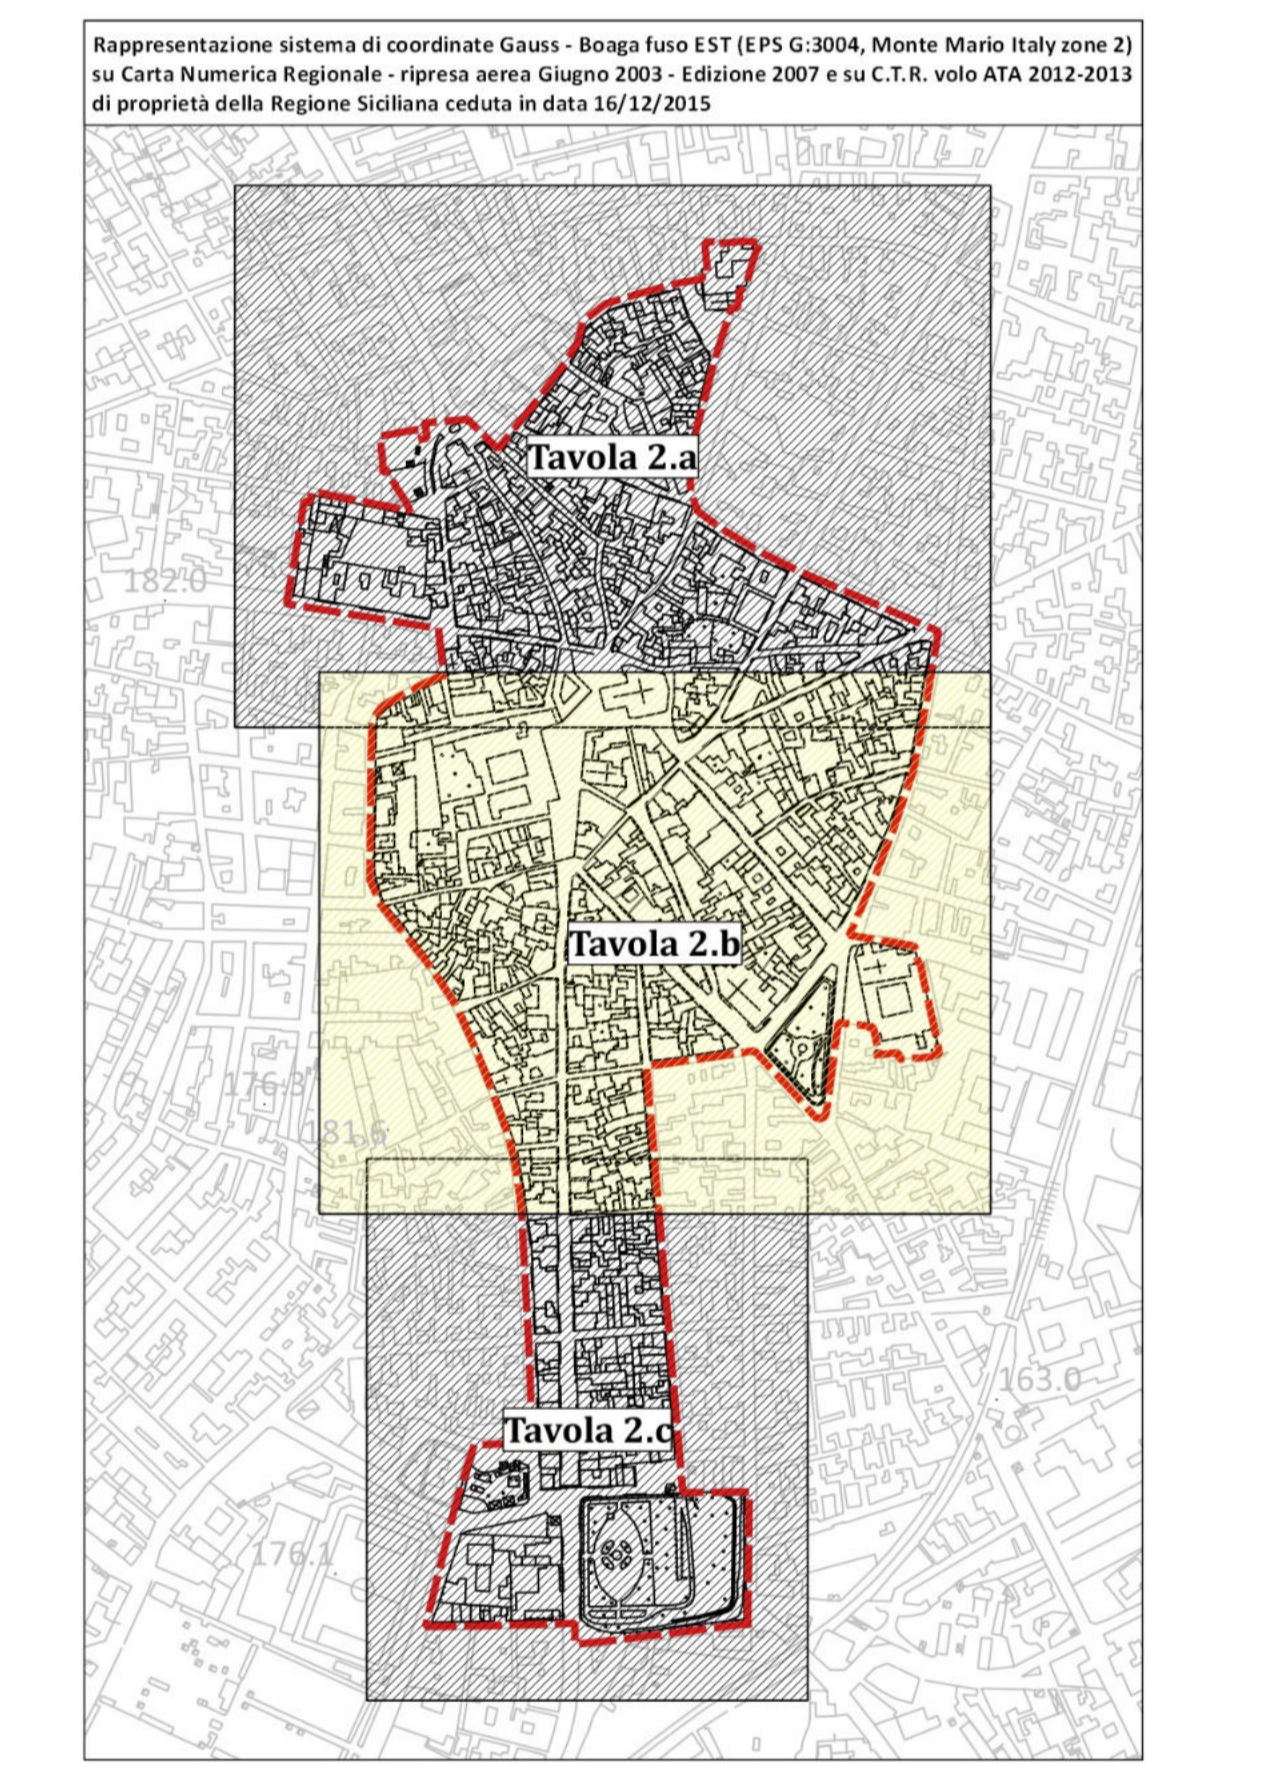 Rappresentazione sistema di coordinate Gauss - Boaga fuso EST (EPS G:3004, Monte Mario Italy zone 2)
su Carta Numerica Regionale - ripresa aerea Giugno 2003 - Edizione 2007 e su C.T.R. volo ATA 2012-2013
di proprietà della Regione Siciliana ceduta in data 16/12/2015
Tavola 2.a
182.0
Tavola 2.b
176.3
181.6
163.0
Tavola 2.c
176.1